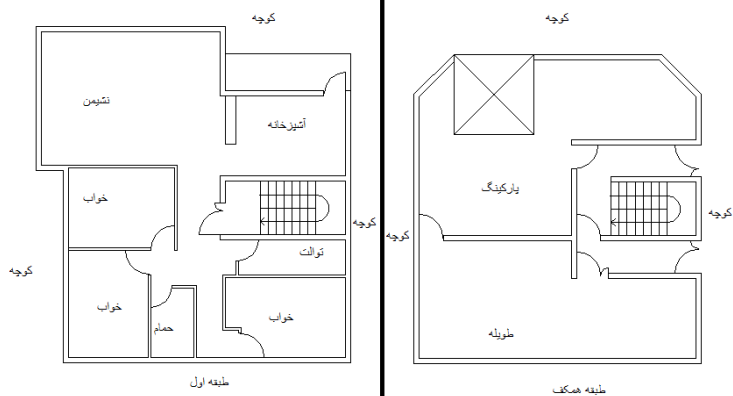 کوچه
نشیمن
آشپزخانه
خواب
کوچه
توالت
کوچه
خواب
خواب
حمام
طبقه اول
کوچه
پارکینگ
کوچه
کوچه
طویله
طبقه همکف